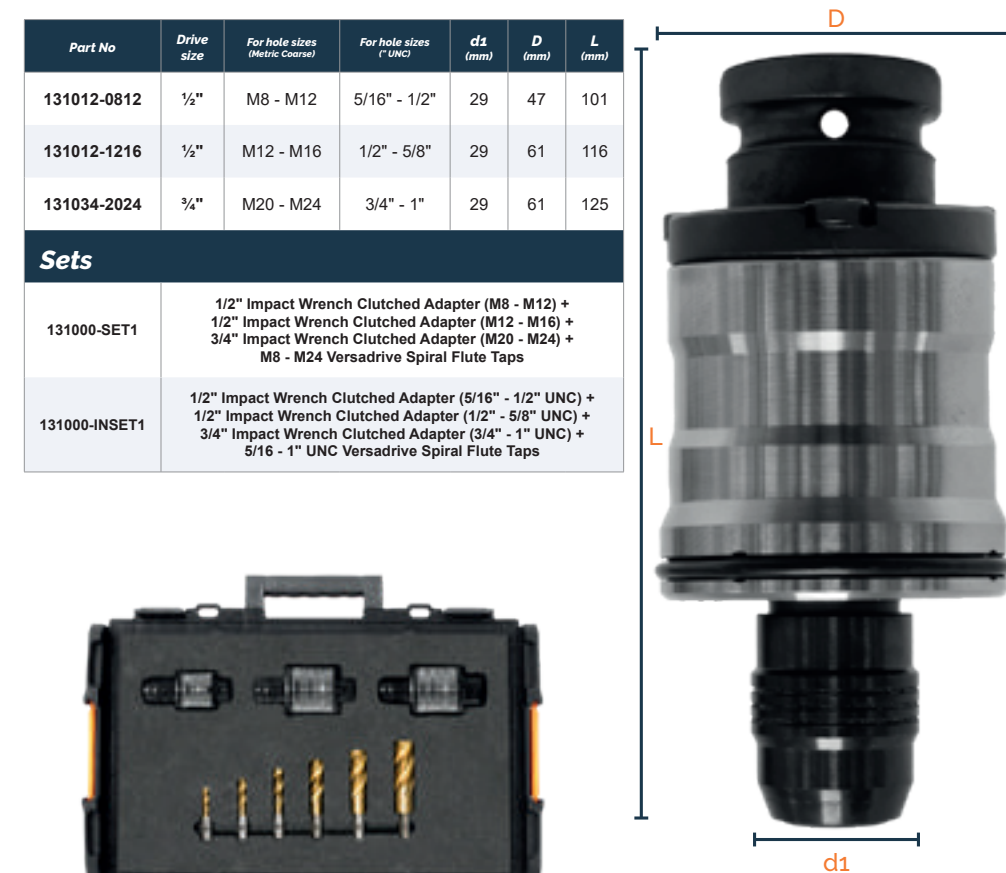 Part No Drive size For hole sizes (Metric Coarse) For hole sizes (" UNC) d1 (mm) D (mm) L (mm)
131012-0812 ½" M8 - M12 5/16" - 1/2" 29 47 101
131012-1216 ½" M12 - M16 1/2" - 5/8" 29 61 116
131034-2024 ¾" M20 - M24 3/4" - 1" 29 61 125
Sets
131000-SET1
1/2" Impact Wrench Clutched Adapter (M8 - M12) +
1/2" Impact Wrench Clutched Adapter (M12 - M16) +
3/4" Impact Wrench Clutched Adapter (M20 - M24) +
M8 - M24 Versadrive Spiral Flute Taps
131000-INSET1
1/2" Impact Wrench Clutched Adapter (5/16" - 1/2" UNC) +
1/2" Impact Wrench Clutched Adapter (1/2" - 5/8" UNC) +
3/4" Impact Wrench Clutched Adapter (3/4" - 1" UNC) +
5/16 - 1" UNC Versadrive Spiral Flute Taps
D
L
d1